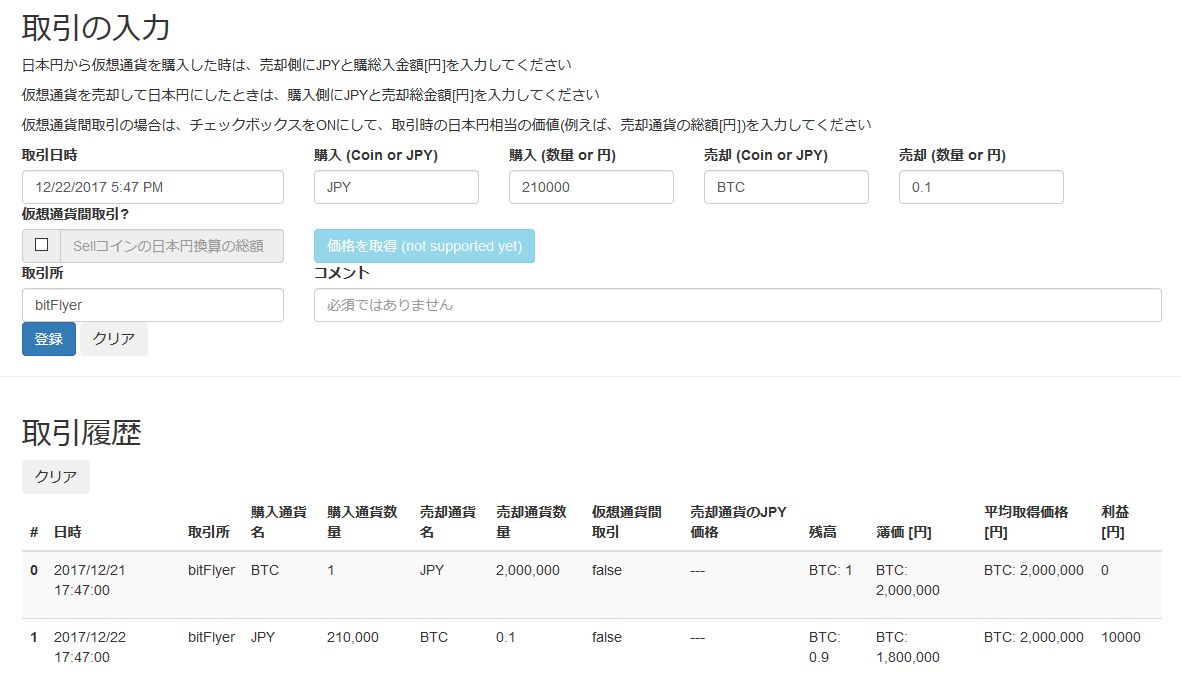 取引の入力
日本円から仮想通貨を購入した時は、売却側にJPYと購総入金額[円]を入力してください
仮想通貨を売却して日本円にしたときは、購入側にJPYと売却総金額[円]を入力してください
仮想通貨間取引の場合は、チェックボックスをONにして、取引時の日本円相当の価値(例えば、売却通貨の総額[円])を入力してください
取引日時 購入 (Coin or JPY) 購入 (数量 or 円) 売却 (Coin or JPY) 売却 (数量 or 円)
12/22/2017 5:47 PM JPY 210000 BTC 0.1
仮想通貨間取引?
Sellコインの日本円換算の総額 価格を取得 (not supported yet)
取引所 コメント
bitFlyer 必須ではありません
登録 クリア
取引履歴
クリア
購入通貨 購入通貨数 売却通貨 売却通貨数 仮想通貨間 売却通貨のJPY 平均取得価格 利益
# 日時 取引所 名 量 名 量 取引 価格 残高 薄価 [円] [円] [円]
0 2017/12/21 bitFlyer BTC 1 JPY 2,000,000 false --- BTC: 1 BTC: BTC: 2,000,000 0
17:47:00 2,000,000
1 2017/12/22 bitFlyer JPY 210,000 BTC 0.1 false --- BTC: BTC: BTC: 2,000,000 10000
17:47:00 0.9 1,800,000